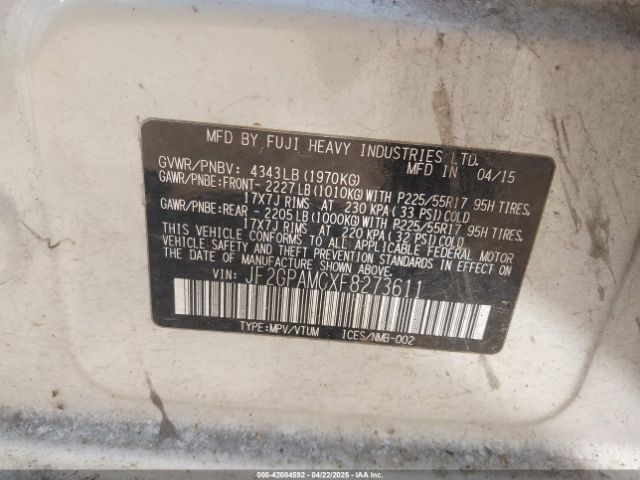 MFD BY FUJI HEAVY INDUSTRIES LTD.
MFD IN 04/15
GVWR/PNBV: 4343LB (1970KG)
GAWR/PNBE:FRONT-2227LB(1010KG)WITH P225/55R17 95H TIRES,
17X7J RIMS AT 230 KPA(33 PSI)COLD
GAWR/PNBE:REAR -2205LB(1000KG)WITH P225/55R17 95H TIRES,
17X7J RIMS AT 220 KPA(32 PSI)COLD
THIS VEHICLE CONFORMS TO ALL APPLICABLE FEDERAL MOTOR
VEHICLE SAFETY AND THEFT PREVENTION STANDARDS IN EFFECT ON
THE DATE OF MANUFACTURE SHOWN ABOVE.
VIN: JF2GPAMCXF8273611
TYPE:MPV/VTUM ICES/NMB-002
000-42084592 - 04/22/2025 - IAAI